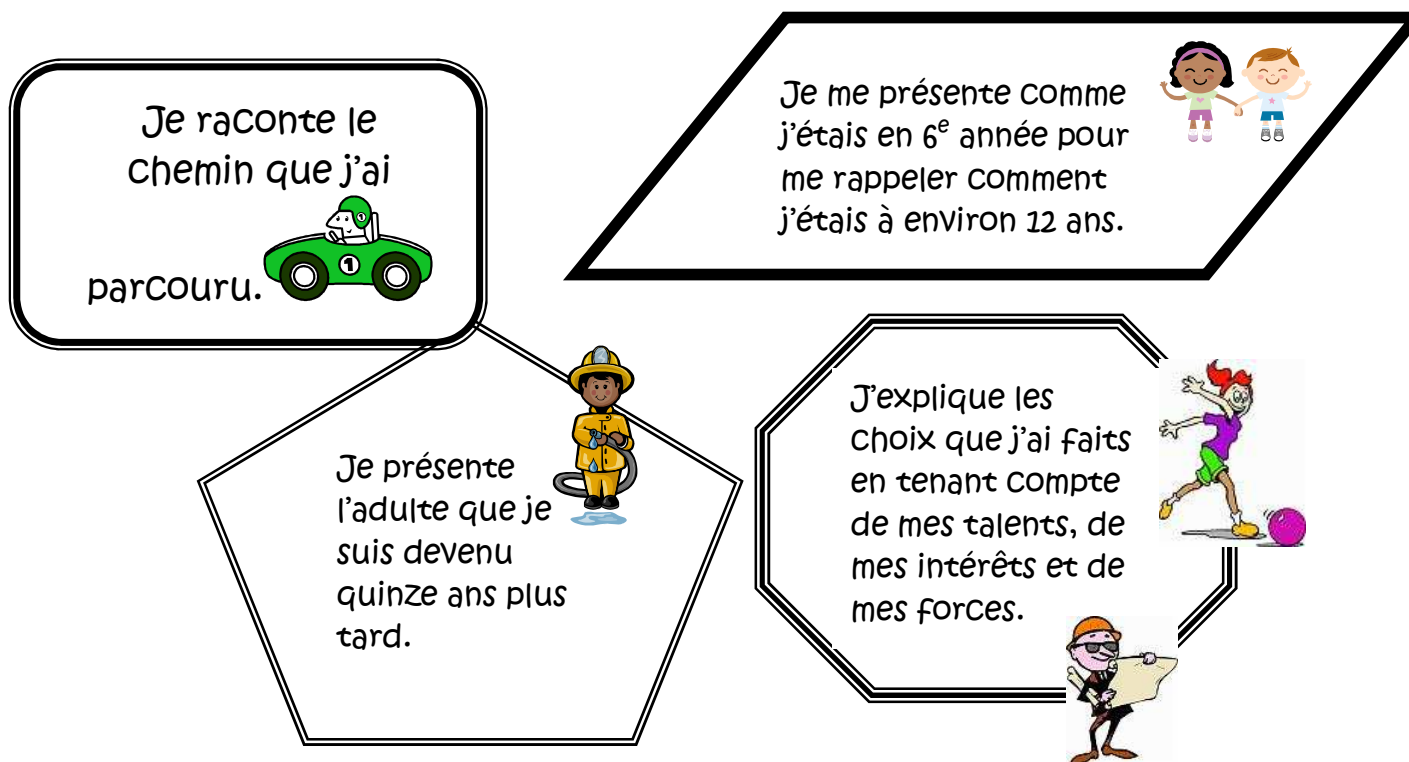 Je raconte le
chemin que j'ai
parcouru.
1
1
Je me présente comme
j'étais en 6e année pour
me rappeler comment
j'étais à environ 12 ans.
Je présente
l'adulte que je
suis devenu
quinze ans plus
tard.
J'explique les
choix que j'ai faits
en tenant compte
de mes talents, de
mes intérêts et de
mes forces.